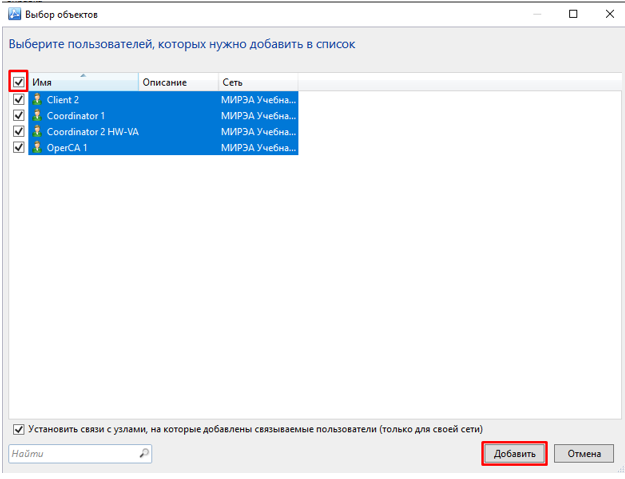 Выбор объектов
Выберите пользователей, которых нужно добавить в список
Имя Описание Сеть
Client 2 МИРЭА Учебна...
Coordinator 1 МИРЭА Учебна...
Coordinator 2 HW-VA МИРЭА Учебна...
OperCA 1 МИРЭА Учебна...
Установить связи с узлами, на которые добавлены связываемые пользователи (только для своей сети)
Найти Добавить Отмена